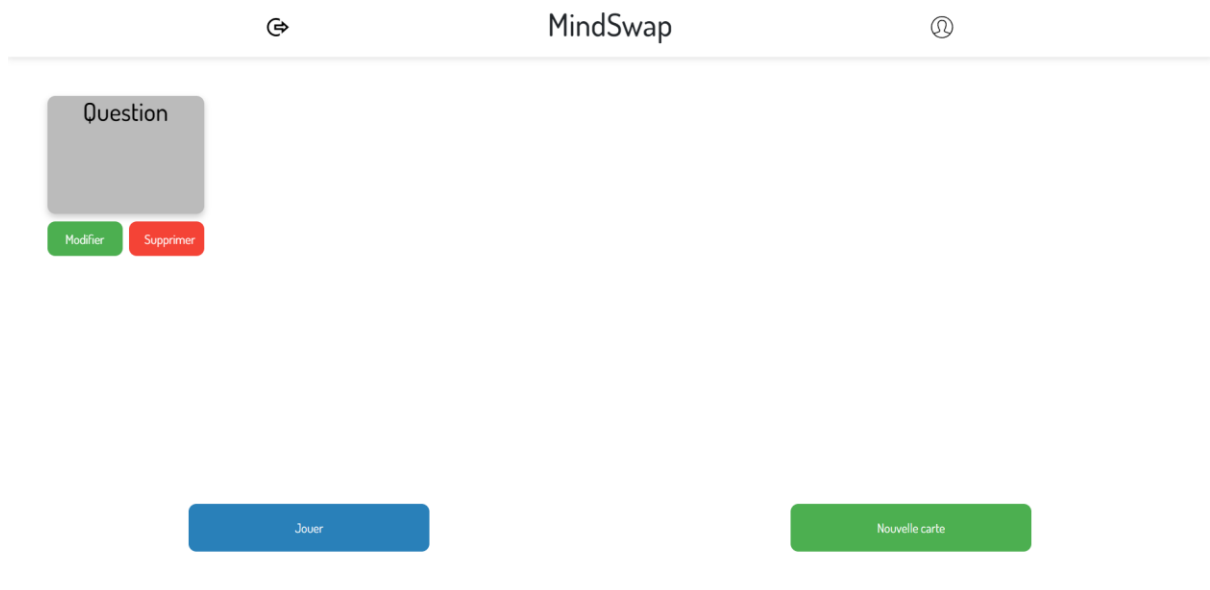 MindSwap
Question
Modifier
Supprimer
Jouer
Nouvelle carte